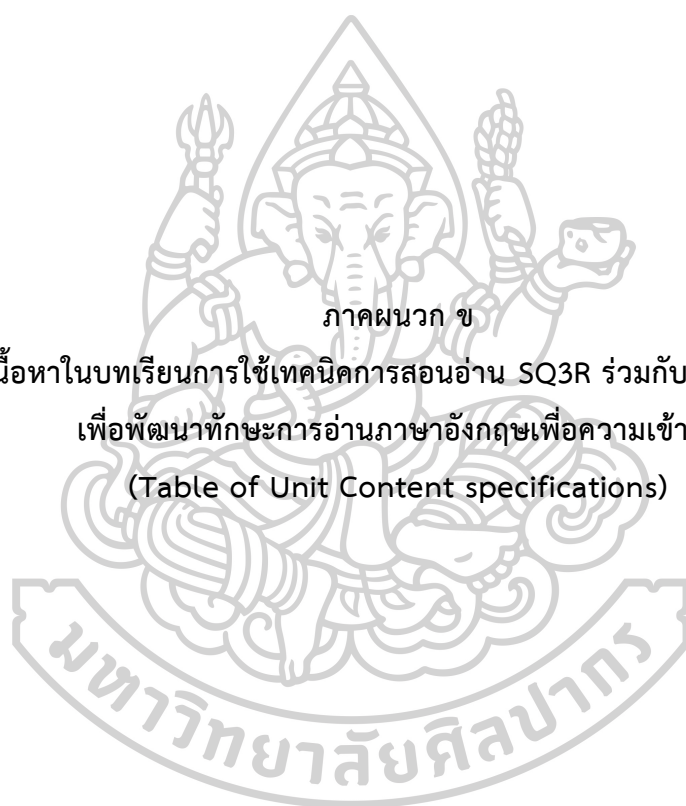 ภาคผนวก ข
นื้อหาในบทเรียนการใช้เทคนิคการสอนอ่าน SQ3R ร่วมกับ
เพื่อพัฒนาทักษะการอ่านภาษาอังกฤษเพื่อความเข้า
(Table of Unit Content specifications)
มหาวิทยาลัยศิลปากร